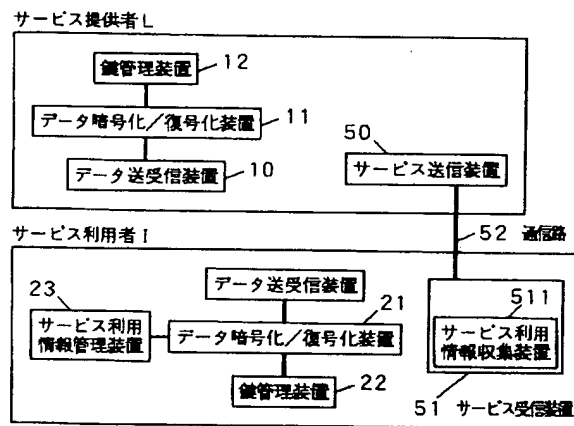 サービス提供者L
鍵管理装置
12
データ暗号化／復号化装置
11
データ送受信装置
10
50
サービス送信装置
52 通信路
サービス利用者I
データ送受信装置
23
サービス利用
情報管理装置
21
データ暗号化／復号化装置
鍵管理装置
22
511
サービス利用
情報収集装置
51 サービス受信装置